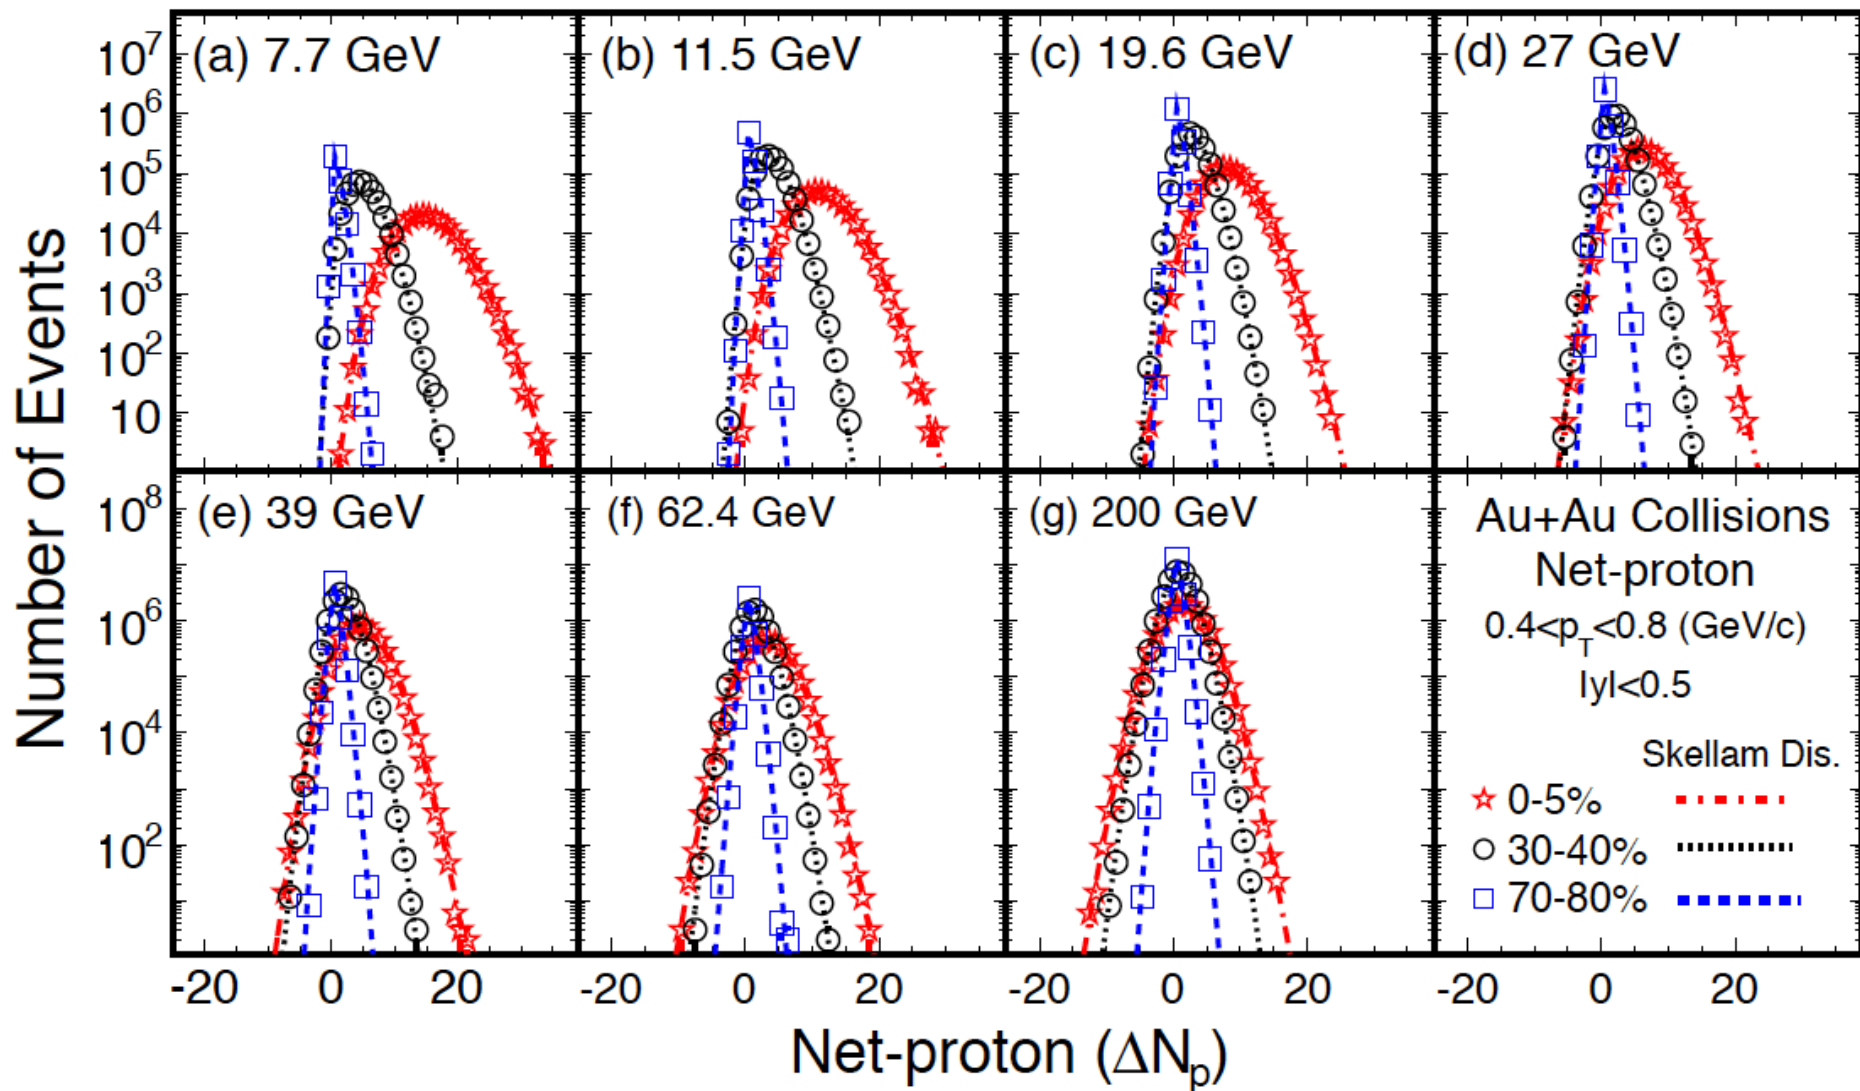 Number of Events
10⁷
10⁶
10⁵
10⁴
10³
10²
10
(a) 7.7 GeV
(b) 11.5 GeV
(c) 19.6 GeV
(d) 27 GeV
10⁸
10⁶
10⁴
10²
(e) 39 GeV
(f) 62.4 GeV
(g) 200 GeV
Au+Au Collisions
Net-proton
0.4<p_T<0.8 (GeV/c)
|y|<0.5
Skellam Dis.
0-5%
30-40%
70-80%
-20 0 20 -20 0 20 -20 0 20 -20 0 20
Net-proton (ΔN_p)